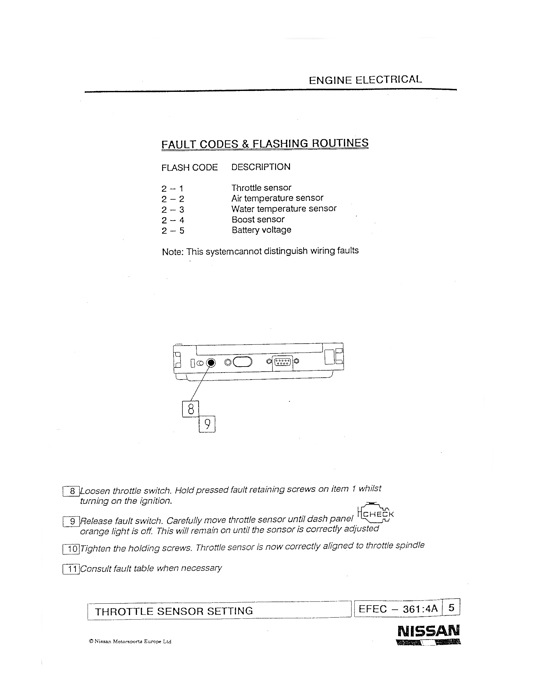 ENGINE ELECTRICAL
FAULT CODES & FLASHING ROUTINES
FLASH CODE DESCRIPTION
2 – 1 Throttle sensor
2 – 2 Air temperature sensor
2 – 3 Water temperature sensor
2 – 4 Boost sensor
2 – 5 Battery voltage
Note: This systemcannot distinguish wiring faults
8
9
8 Loosen throttle switch. Hold pressed fault retaining screws on item 1 whilst
turning on the ignition.
9 Release fault switch. Carefully move throttle sensor until dash panel CHECK
orange light is off. This will remain on until the sonsor is correctly adjusted
10 Tighten the holding screws. Throttle sensor is now correctly aligned to throttle spindle
11 Consult fault table when necessary
THROTTLE SENSOR SETTING
EFEC – 361:4A 5
© Nissan Motorsports Europe Ltd
NISSAN